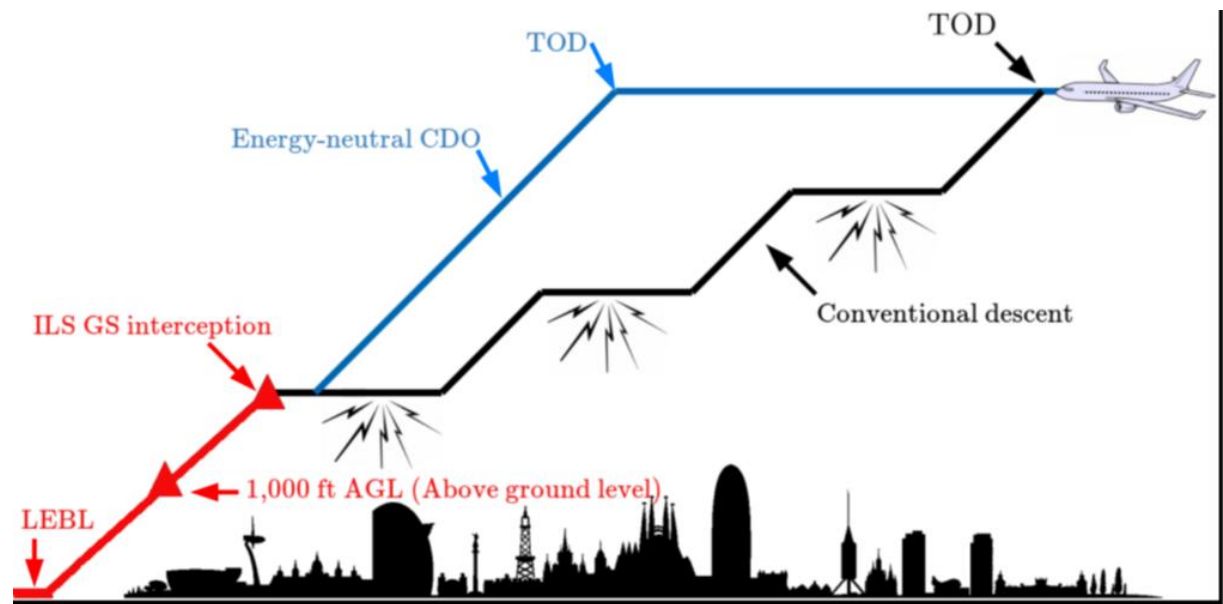 TOD
TOD
Energy-neutral CDO
Conventional descent
ILS GS interception
1,000 ft AGL (Above ground level)
LEBL